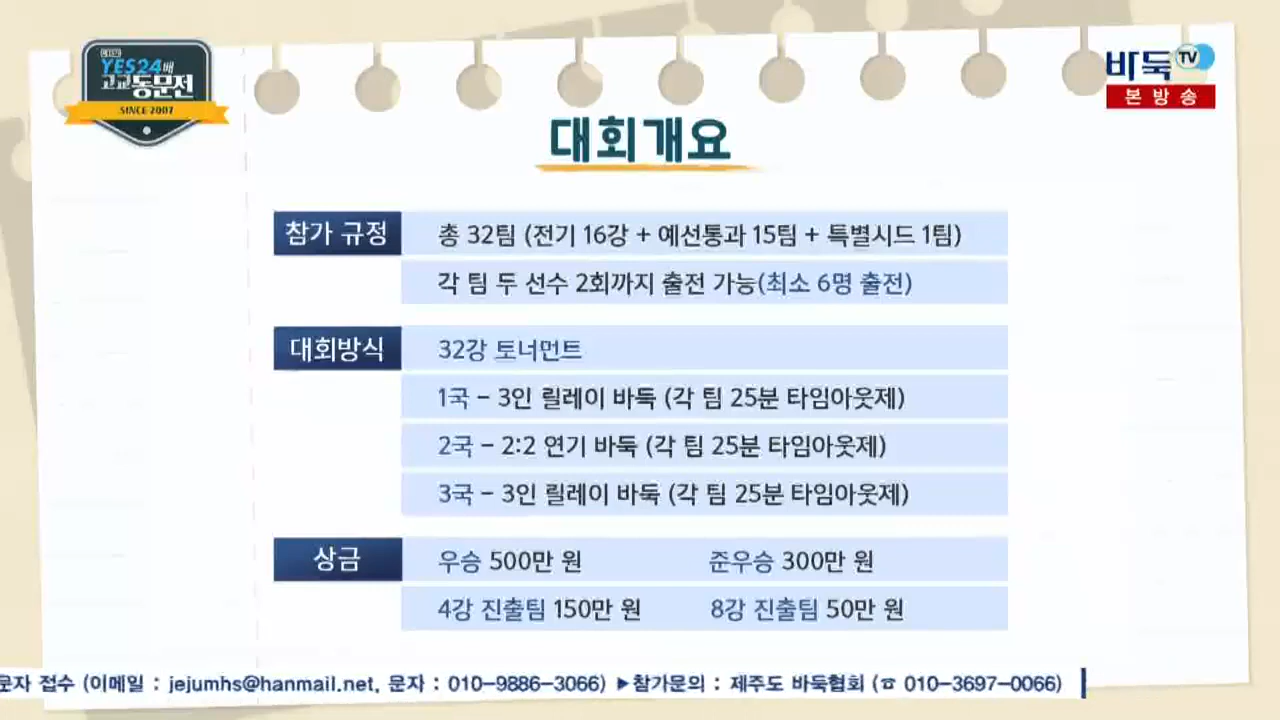 YES24배
고교동문전
SINCE 2007
바둑TV
본방송
대회개요
참가 규정
총 32팀 (전기 16강 + 예선통과 15팀 + 특별시드 1팀)
각 팀 두 선수 2회까지 출전 가능(최소 6명 출전)
대회방식
32강 토너먼트
1국 - 3인 릴레이 바둑 (각 팀 25분 타임아웃제)
2국 - 2:2 연기 바둑 (각 팀 25분 타임아웃제)
3국 - 3인 릴레이 바둑 (각 팀 25분 타임아웃제)
상금
우승 500만 원 준우승 300만 원
4강 진출팀 150만 원 8강 진출팀 50만 원
문자 접수 (이메일 : jejumhs@hanmail.net, 문자 : 010-9886-3066) ▶참가문의 : 제주도 바둑협회 (☎ 010-3697-0066)